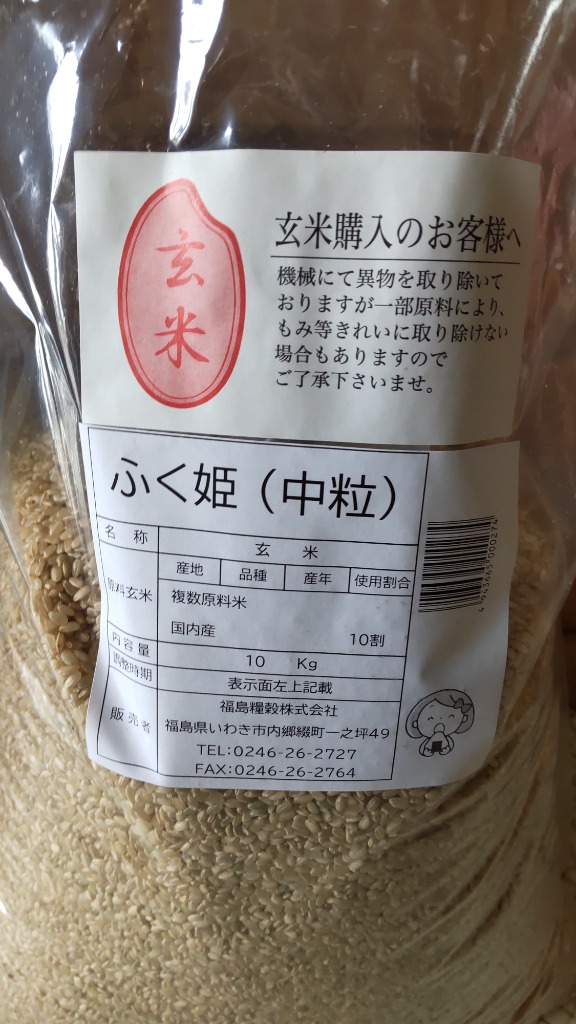 玄米
玄米購入のお客様へ
機械にて異物を取り除いて
おりますが一部原料により、
もみ等きれいに取り除けない
場合もありますので
ご了承下さいませ。
ふく姫（中粒）
名 称 玄 米
原料玄米 産地 品種 産年 使用割合
複数原料米
国内産 10割
内容量 10 Kg
調整時期 表示面左上記載
販売者 福島糧穀株式会社
福島県いわき市内郷綴町一之坪49
TEL:0246-26-2727
FAX:0246-26-2764
4943665000274